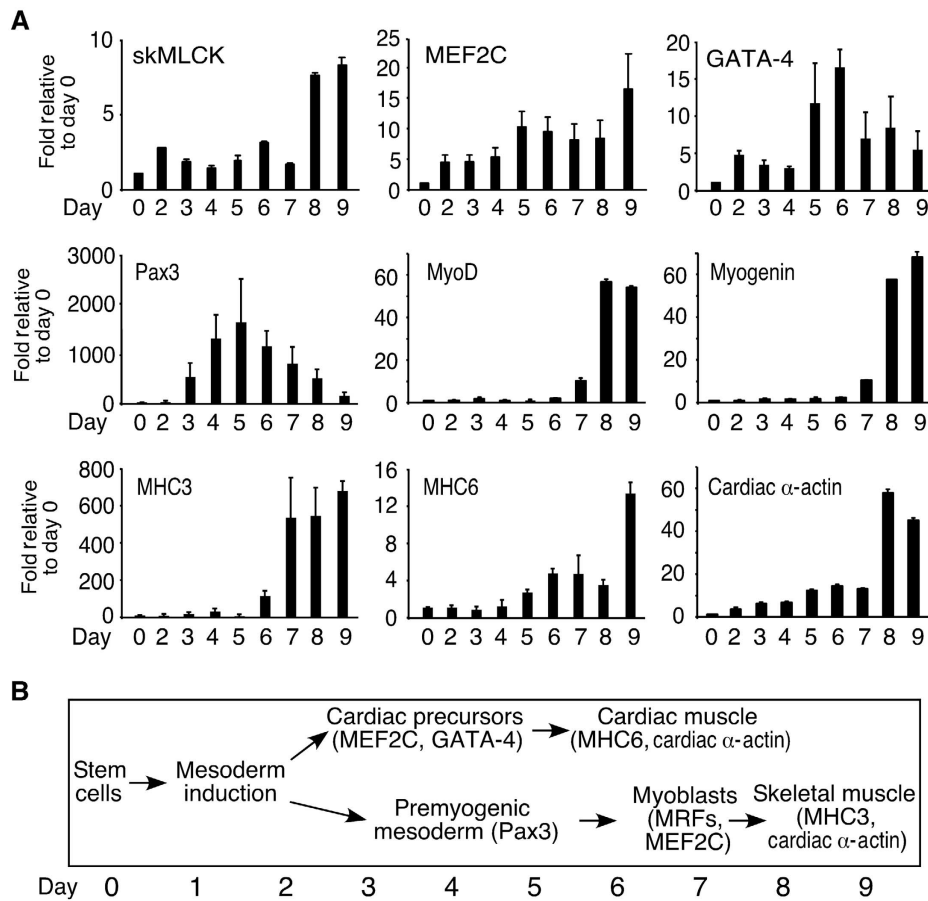 A
skMLCK
MEF2C
GATA-4
Fold relative
to day 0
10
5
0
25
20
15
10
5
0
20
15
10
5
0
Day 0 2 3 4 5 6 7 8 9
0 2 3 4 5 6 7 8 9
0 2 3 4 5 6 7 8 9
Pax3
MyoD
Myogenin
Fold relative
to day 0
3000
2000
1000
0
60
40
20
0
60
40
20
0
Day 0 2 3 4 5 6 7 8 9
0 2 3 4 5 6 7 8 9
0 2 3 4 5 6 7 8 9
MHC3
MHC6
Cardiac α-actin
Fold relative
to day 0
800
600
400
200
0
16
12
8
4
0
60
40
20
0
Day 0 2 3 4 5 6 7 8 9
0 2 3 4 5 6 7 8 9
0 2 3 4 5 6 7 8 9
B
Stem
cells
Mesoderm
induction
Cardiac precursors
(MEF2C, GATA-4)
Cardiac muscle
(MHC6, cardiac α-actin)
Premyogenic
mesoderm (Pax3)
Myoblasts
(MRFs,
MEF2C)
Skeletal muscle
(MHC3,
cardiac α-actin)
Day 0 1 2 3 4 5 6 7 8 9